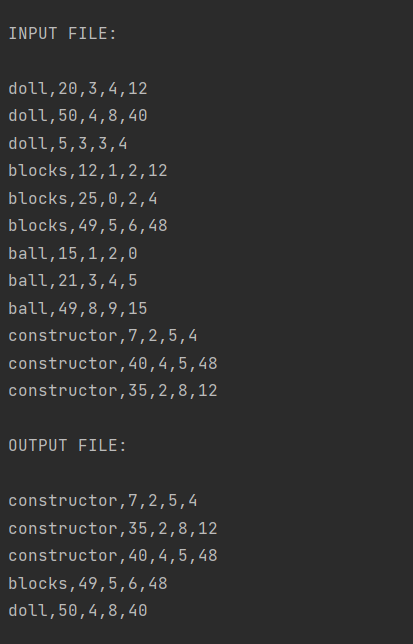 INPUT FILE:
doll,20,3,4,12
doll,50,4,8,40
doll,5,3,3,4
blocks,12,1,2,12
blocks,25,0,2,4
blocks,49,5,6,48
ball,15,1,2,0
ball,21,3,4,5
ball,49,8,9,15
constructor,7,2,5,4
constructor,40,4,5,48
constructor,35,2,8,12
OUTPUT FILE:
constructor,7,2,5,4
constructor,35,2,8,12
constructor,40,4,5,48
blocks,49,5,6,48
doll,50,4,8,40